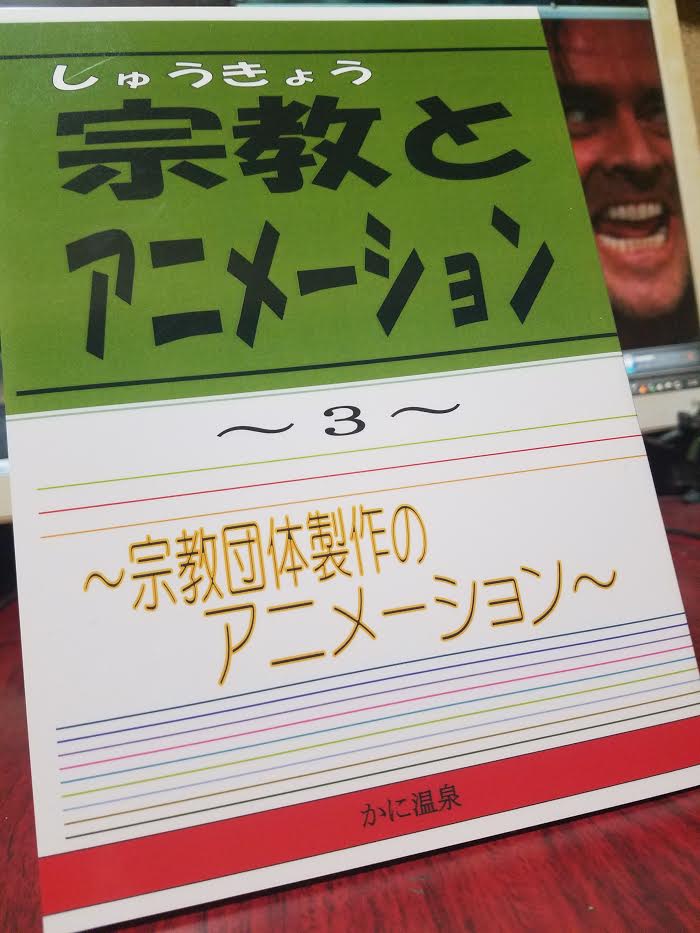 しゅうきょう
宗教と
アニメーション
～3～
～宗教団体製作の
アニメーション～
かに温泉